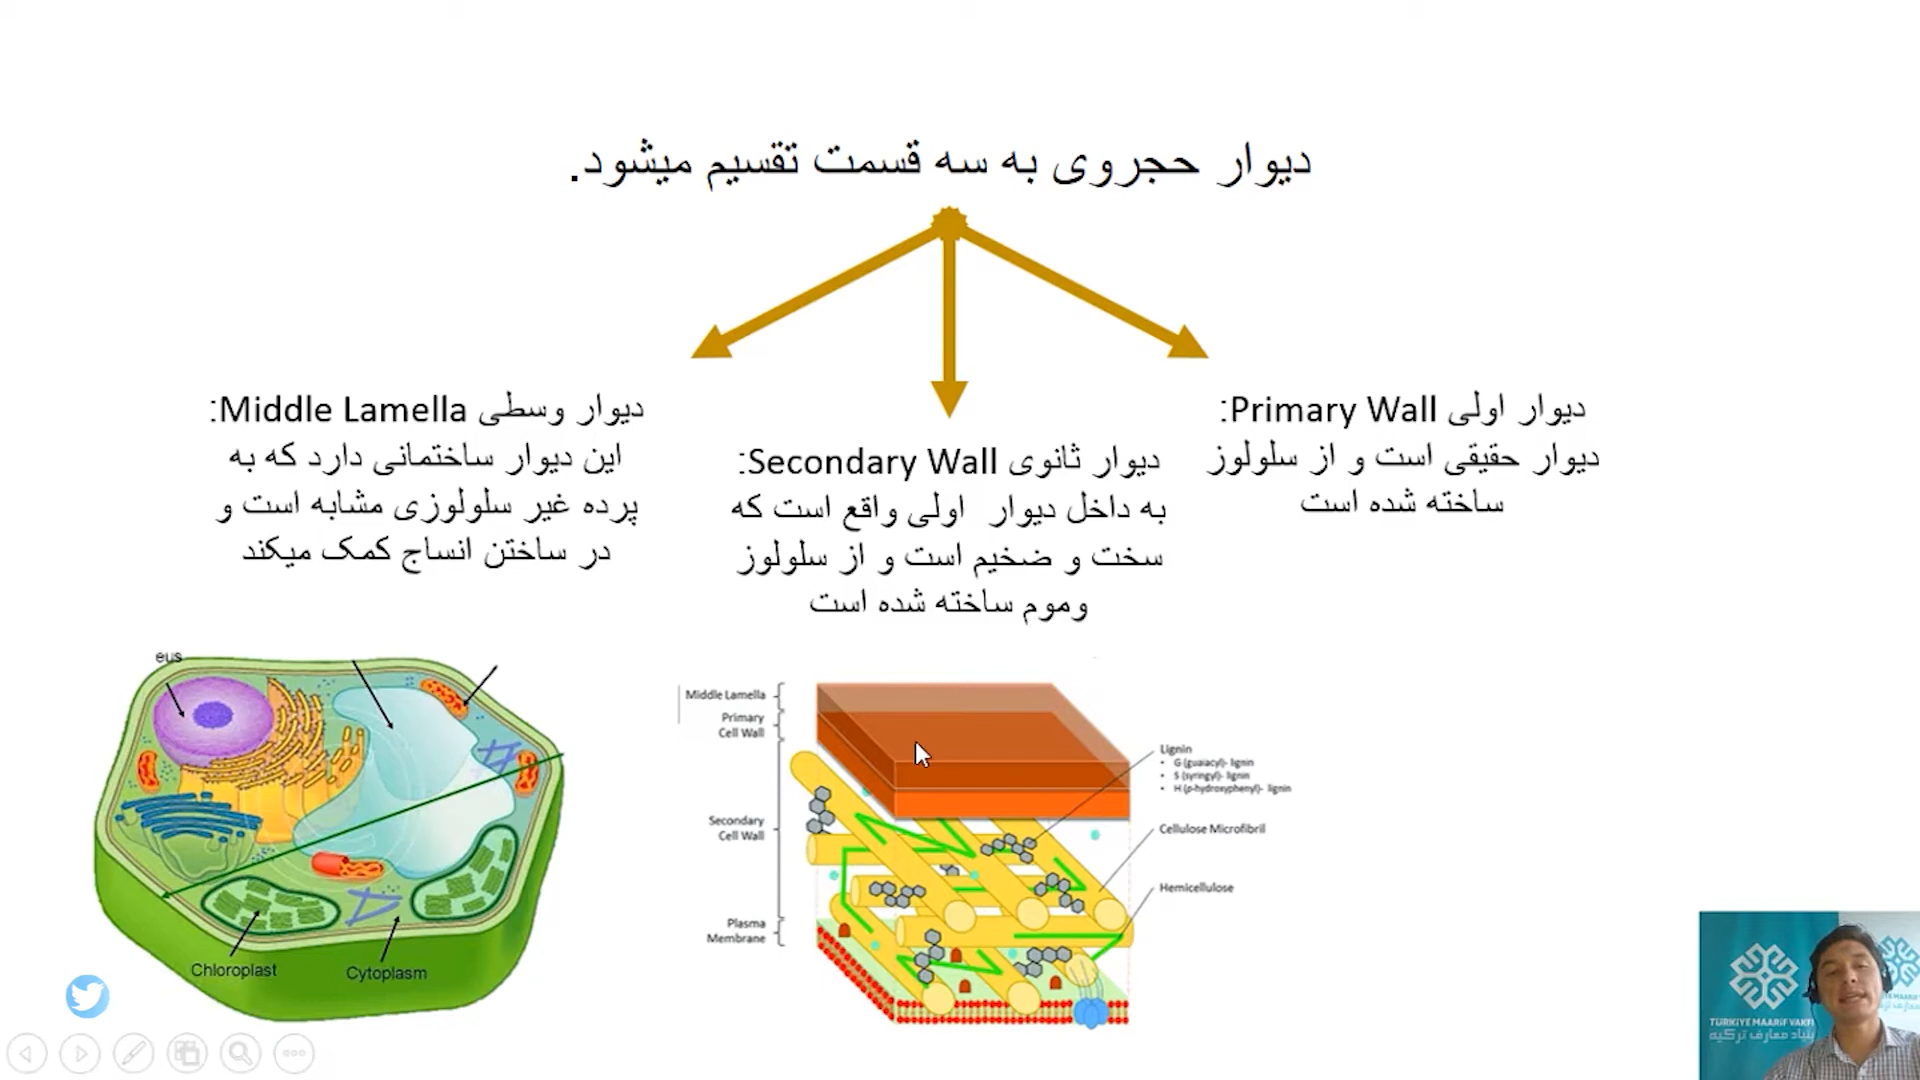 دیوار حجروی به سه قسمت تقسیم میشود.
دیوار اولی Primary Wall:
دیوار حقیقی است و از سلولوز
ساخته شده است
دیوار ثانوی Secondary Wall:
به داخل دیوار اولی واقع است که
سخت و ضخیم است و از سلولوز
وموم ساخته شده است
دیوار وسطی Middle Lamella:
این دیوار ساختمانی دارد که به
پرده غیر سلولوزی مشابه است و
در ساختن انساج کمک میکند
eus
Chloroplast
Cytoplasm
Middle Lamella
Primary
Cell Wall
Secondary
Cell Wall
Plasma
Membrane
Lignin
• G (guaiacyl)- lignin
• S (syringyl)- lignin
• H (p-hydroxyphenyl)- lignin
Cellulose Microfibril
Hemicellulose
TÜRKİYE MAARİF VAKFI
بنیاد معارف ترکیه